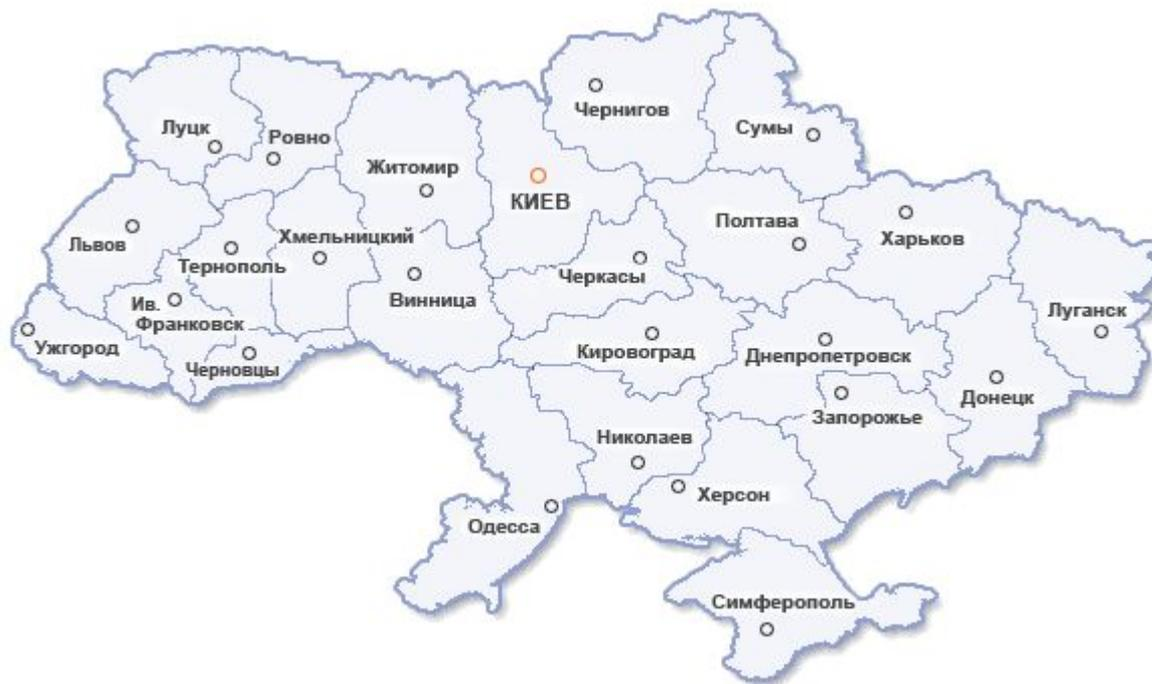 Чернигов
Луцк
Ровно
Сумы
Житомир
КИЕВ
Полтава
Харьков
Львов
Хмельницкий
Тернополь
Черкасы
Винница
Ив.
Франковск
Луганск
Ужгород
Кировоград
Днепропетровск
Черновцы
Донецк
Запорожье
Николаев
Херсон
Одесса
Симферополь